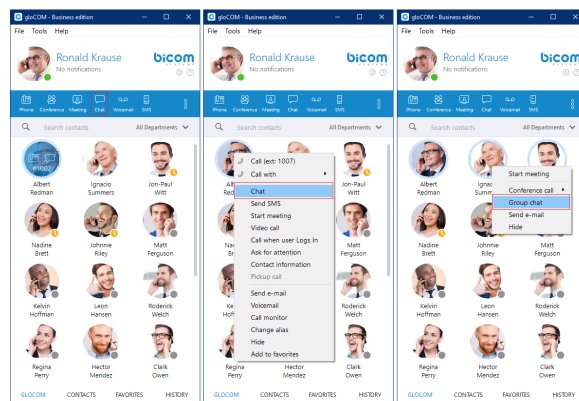 gloCOM - Business edition
File Tools Help
Ronald Krause
No notifications
bicom
SYSTEMS
Phone Conference Meeting Chat Voicemail SMS
Search contacts All Departments
#1007
Albert Redman
Ignacio Summers
Jon-Paul Witt
Nadine Brett
Johnnie Riley
Matt Ferguson
Kelvin Hoffman
Leon Hansen
Roderick Welch
Regina Perry
Hector Mendez
Clark Owen
GLOCOM CONTACTS FAVORITES HISTORY
gloCOM - Business edition
File Tools Help
Ronald Krause
No notifications
bicom
SYSTEMS
Phone Conference Meeting Chat Voicemail SMS
Search contacts All Departments
Call (ext: 1007)
Call with
Chat
Send SMS
Start meeting
Video call
Call when user Logs In
Ask for attention
Contact information
Pickup call
Send e-mail
Voicemail
Call monitor
Change alias
Hide
Add to favorites
Jon-Paul
Witt
Matt
Ferguson
Roderick
Welch
Regina Perry
Hector Mendez
Clark Owen
GLOCOM CONTACTS FAVORITES HISTORY
gloCOM - Business edition
File Tools Help
Ronald Krause
No notifications
bicom
SYSTEMS
Phone Conference Meeting Chat Voicemail SMS
Search contacts All Departments
Start meeting
Conference call
Group chat
Send e-mail
Hide
Albert Redman
Nadine Brett
Johnnie Riley
Matt Ferguson
Kelvin Hoffman
Leon Hansen
Roderick Welch
Regina Perry
Hector Mendez
Clark Owen
GLOCOM CONTACTS FAVORITES HISTORY